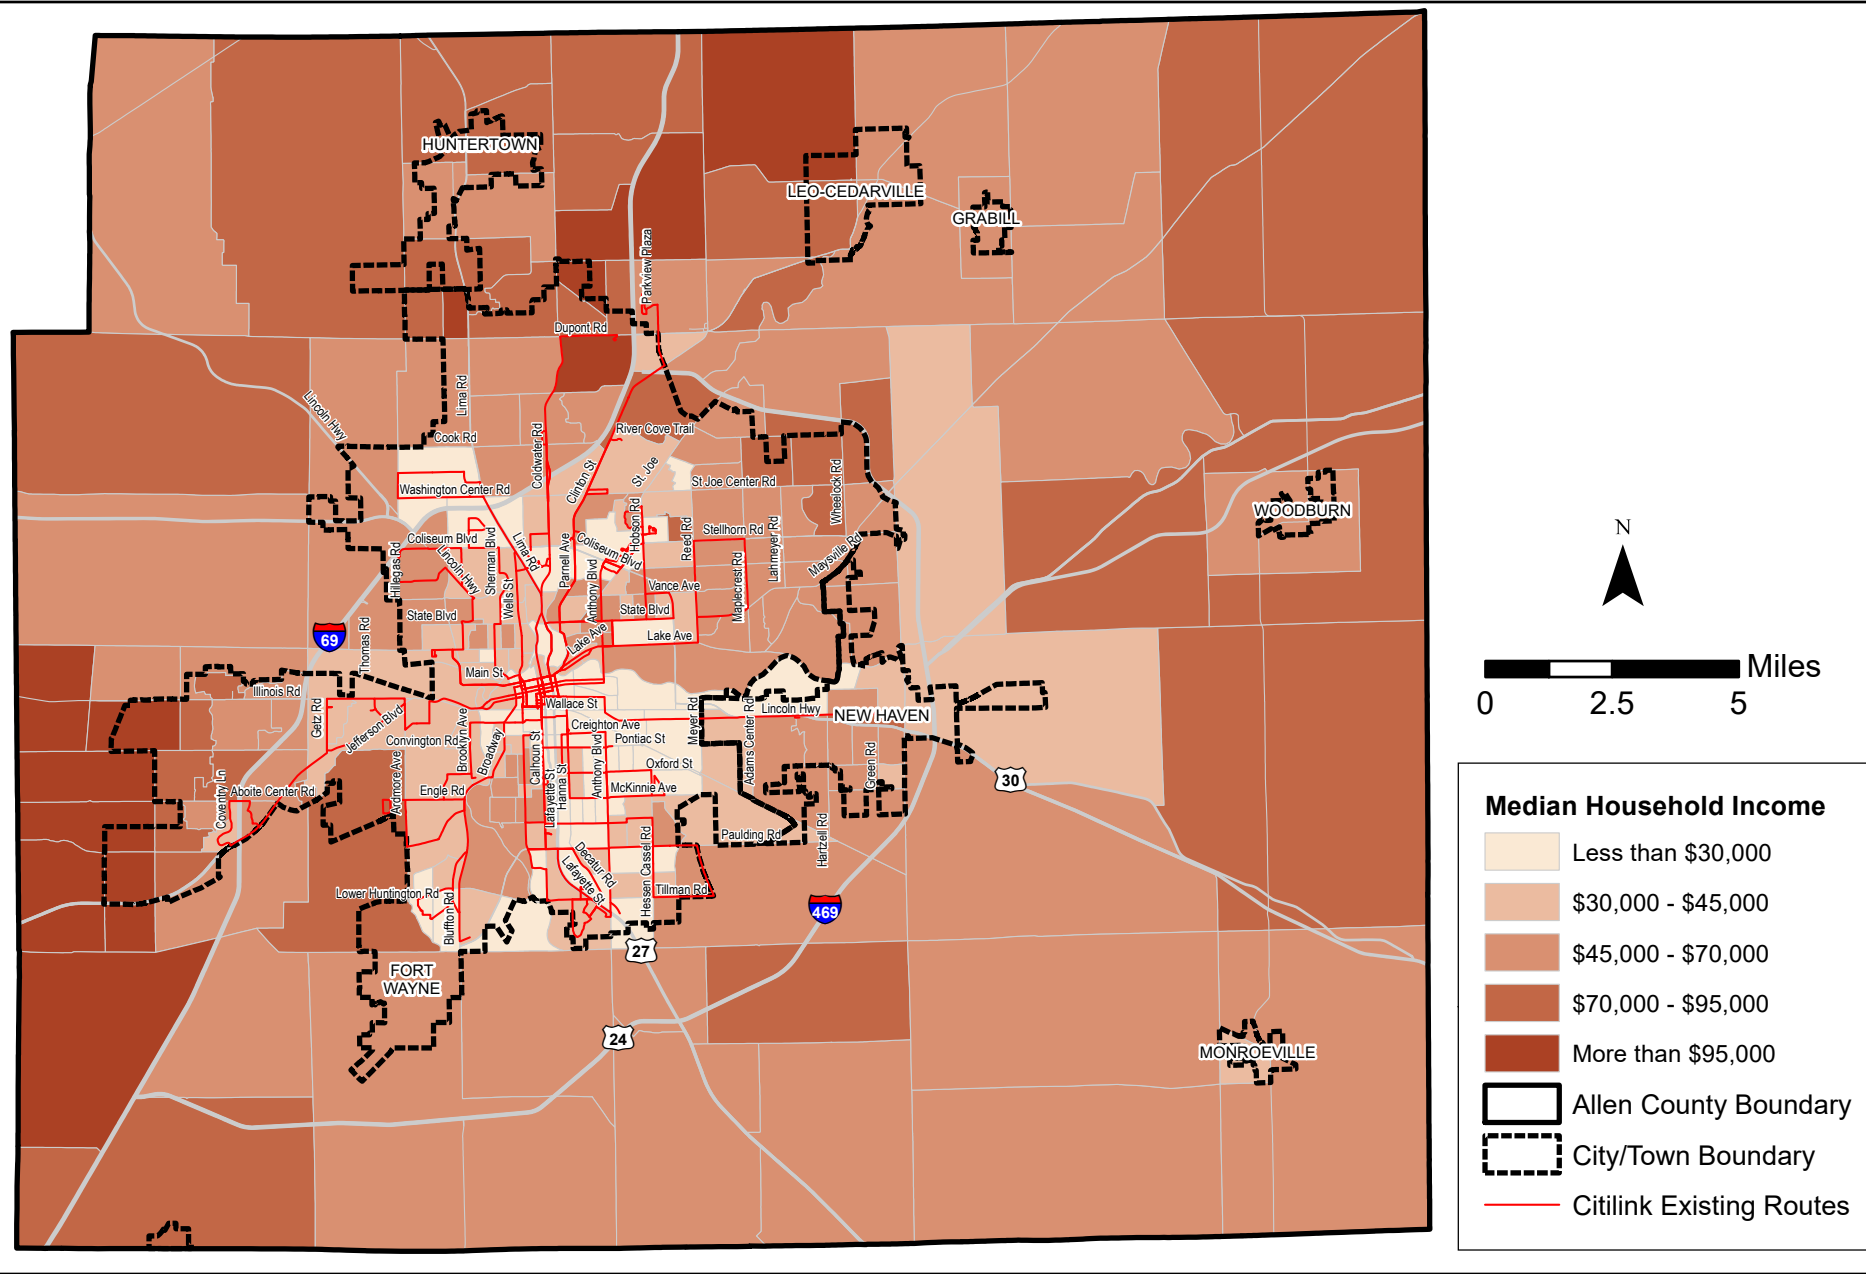 HUNTERTOWN
LEO-CEDARVILLE
GRABILL
Parkview Plaza
Dupont Rd
Lincoln Hwy
Lima Rd
Cook Rd
Coldwater Rd
River Cove Trail
Clinton St
St. Joe
Washington Center Rd
St Joe Center Rd
Wheelock Rd
WOODBURN
Hobson Rd
Reed Rd
Stellhorn Rd
Lahmeyer Rd
Maysville Rd
Coliseum Blvd
Hillegas Rd
Lincoln Hwy
Sherman Blvd
Lima Rd
Parnell Ave
Coliseum Blvd
Anthony Blvd
Vance Ave
Maplecrest Rd
Wells St
State Blvd
State Blvd
Lake Ave
Lake Ave
69
Thomas Rd
Main St
Illinois Rd
Getz Rd
Jefferson Blvd
Wallace St
Creighton Ave
Meyer Rd
Adams Center Rd
Lincoln Hwy
NEW HAVEN
Convington Rd
Brooklyn Ave
Broadway
Calhoun St
Anthony Blvd
Pontiac St
Green Rd
Oxford St
30
Coventry Ln
Aboite Center Rd
Ardmore Ave
Engle Rd
Lafayette St
Hanna St
McKinnie Ave
Paulding Rd
Hartzell Rd
Decatur Rd
Lafayette St
Hessen Cassel Rd
Tillman Rd
Lower Huntington Rd
Bluffton Rd
469
27
FORT
WAYNE
24
MONROEVILLE
N
Miles
0 2.5 5
Median Household Income
Less than $30,000
$30,000 - $45,000
$45,000 - $70,000
$70,000 - $95,000
More than $95,000
Allen County Boundary
City/Town Boundary
Citilink Existing Routes